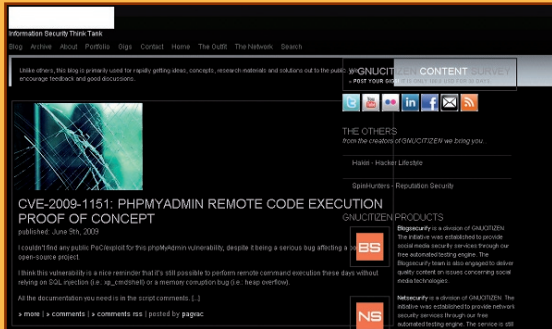 Information Security Think Tank
Blog Archive About Portfolio Gigs Contact Home The Outfit The Network Search
Unlike others, this blog is primarily used for rapidly getting ideas, concepts, research materials and solutions out to the public.
encourage feedback and good discussions.
GNUCITIZEN CONTENT SURVEY
» POST YOUR GIG
THE OTHERS
from the creators of GNUCITIZEN we bring you...
Hakiri - Hacker Lifestyle
SpinHunters - Reputation Security
CVE-2009-1151: PHPMYADMIN REMOTE CODE EXECUTION
PROOF OF CONCEPT
published: June 9th, 2009
I couldn't find any public PoC/exploit for this phpMyAdmin vulnerability, despite it being a serious bug affecting a
open-source project.
I think this vulnerability is a nice reminder that it's still possible to perform remote command execution these days without
relying on SQL injection (i.e. xp_cmdshell) or a memory corruption bug (i.e. heap overflow).
All the documentation you need is in the script comments. [...]
» more | » comments | » comments rss | posted by pagvac
GNUCITIZEN PRODUCTS
BS
Blogsecurify is a division of GNUCITIZEN.
The initiative was established to provide
social media security services through our
free automated testing engine. The
Blogsecurify team is also engaged to deliver
quality content on issues concerning social
media technologies.
NS
Netsecurify is a division of GNUCITIZEN. The
initiative was established to provide network
security services through our free
automated testing engine. The service is still